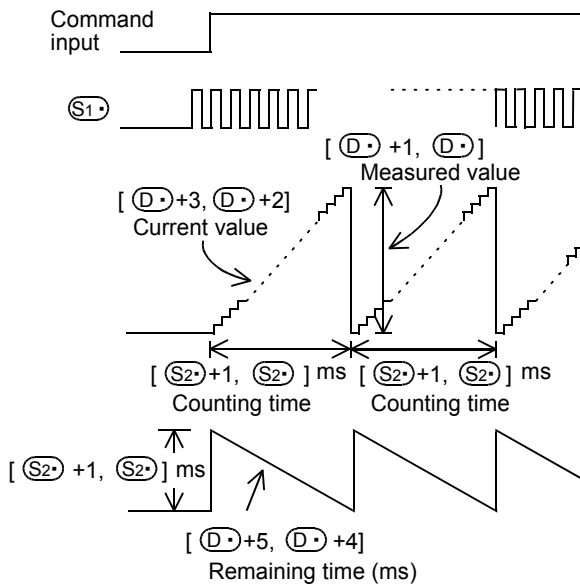 Command
input
S1·
[ D· +1, D· ]
Measured value
[ D· +3, D· +2]
Current value
[ S2· +1, S2· ] ms
Counting time
[ S2· +1, S2· ] ms
Counting time
[ S2· +1, S2· ] ms
[ D· +5, D· +4]
Remaining time (ms)